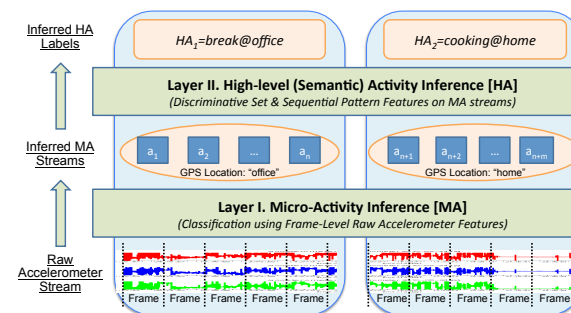 Inferred HA
Labels
HA1=break@office
HA2=cooking@home
Layer II. High-level (Semantic) Activity Inference [HA]
(Discriminative Set & Sequential Pattern Features on MA streams)
Inferred MA
Streams
a1 a2 ... an
GPS Location: "office"
an+1 an+2 ... an+m
GPS Location: "home"
Layer I. Micro-Activity Inference [MA]
(Classification using Frame-Level Raw Accelerometer Features)
Raw
Accelerometer
Stream
Frame Frame Frame Frame Frame Frame Frame Frame Frame Frame